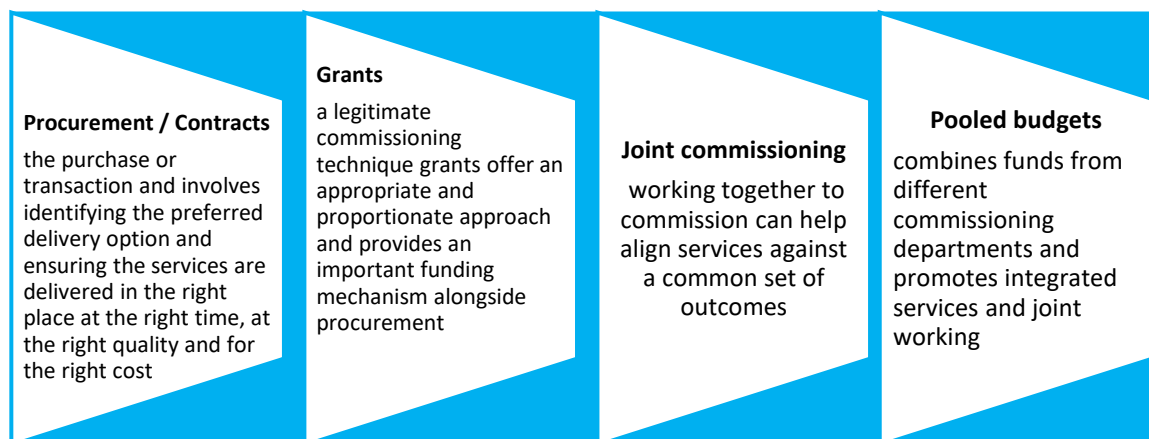 Procurement / Contracts
the purchase or
transaction and involves
identifying the preferred
delivery option and
ensuring the services are
delivered in the right
place at the right time, at
the right quality and for
the right cost
Grants
a legitimate
commissioning
technique grants offer an
appropriate and
proportionate approach
and provides an
important funding
mechanism alongside
procurement
Joint commissioning
working together to
commission can help
align services against
a common set of
outcomes
Pooled budgets
combines funds from
different
commissioning
departments and
promotes integrated
services and joint
working